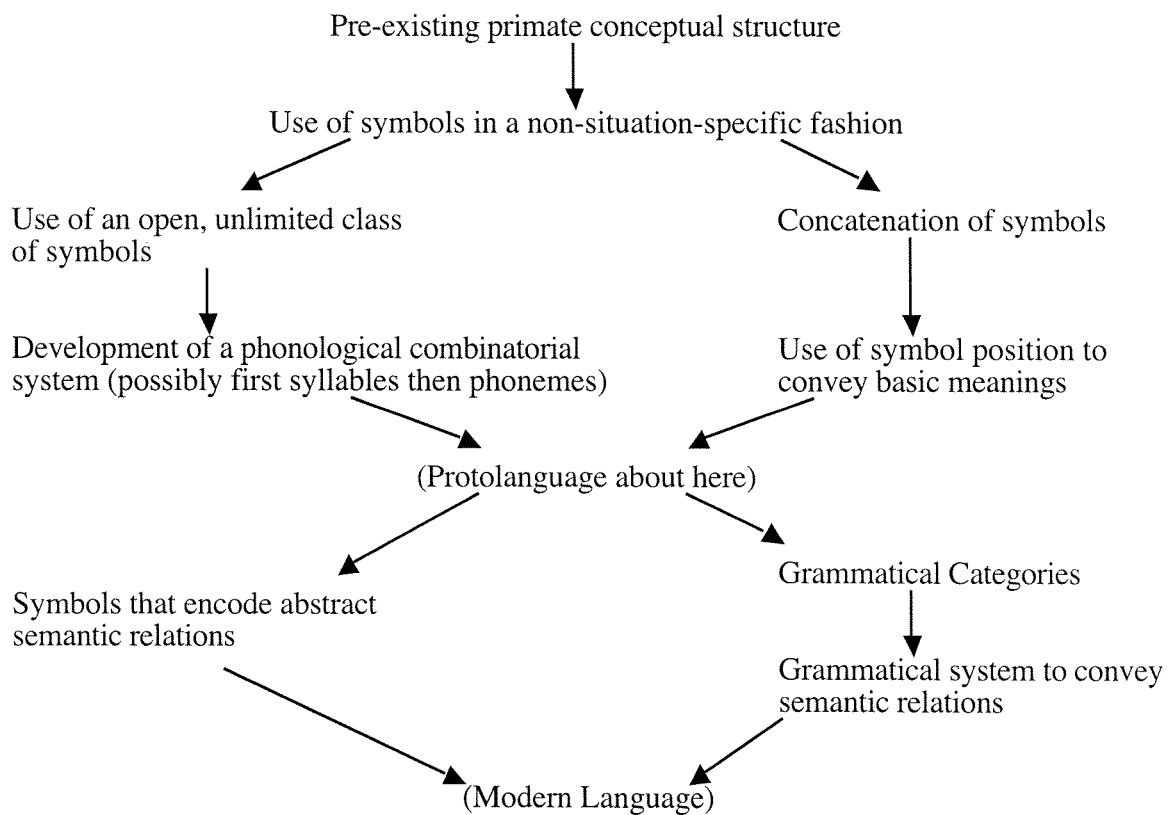 Pre-existing primate conceptual structure
Use of symbols in a non-situation-specific fashion
Use of an open, unlimited class
of symbols
Concatenation of symbols
Development of a phonological combinatorial
system (possibly first syllables then phonemes)
Use of symbol position to
convey basic meanings
(Protolanguage about here)
Symbols that encode abstract
semantic relations
Grammatical Categories
Grammatical system to convey
semantic relations
(Modern Language)